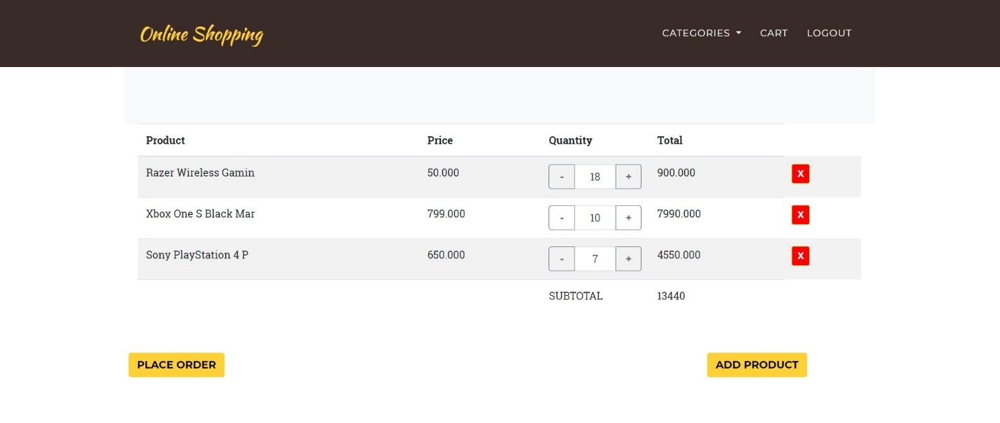 Online Shopping
CATEGORIES CART LOGOUT
Product Price Quantity Total
Razer Wireless Gamin 50.000 - 18 + 900.000 X
Xbox One S Black Mar 799.000 - 10 + 7990.000 X
Sony PlayStation 4 P 650.000 - 7 + 4550.000 X
SUBTOTAL 13440
PLACE ORDER ADD PRODUCT